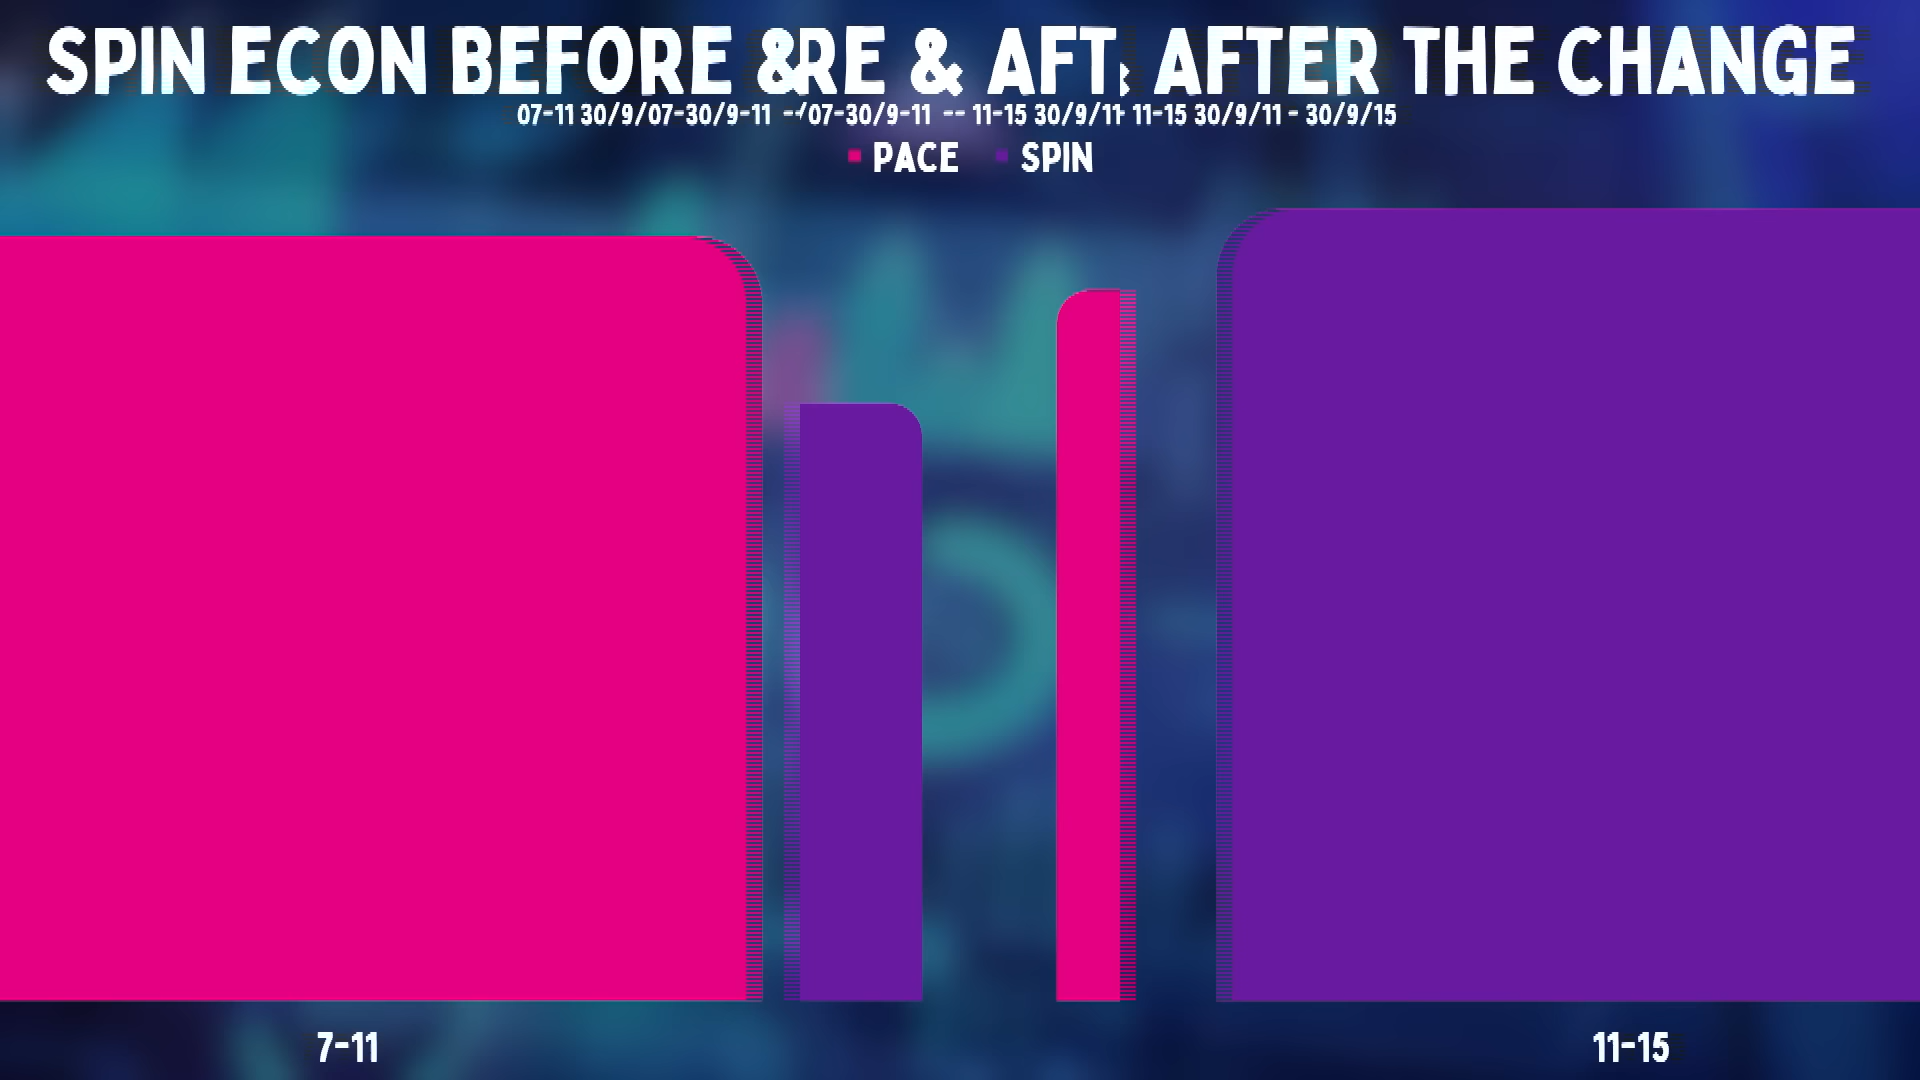 SPIN ECON BEFORE &RE & AFT AFTER THE CHANGE
07-11 30/9/07-30/9-11 --/07-30/9-11 -- 11-15 30/9/11 11-15 30/9/11 - 30/9/15
PACE SPIN
7-11 11-15